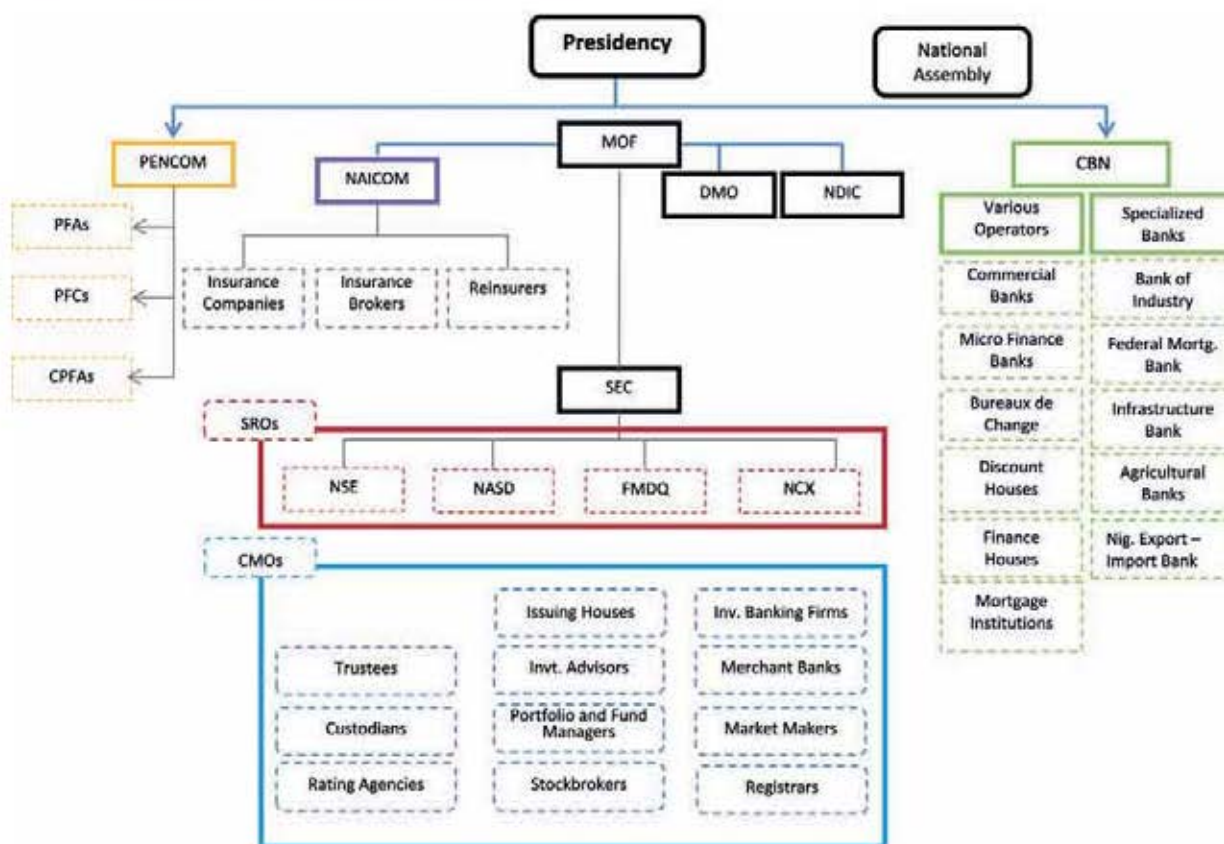 Presidency
National
Assembly
MOF
PENCOM
NAICOM
DMO
NDIC
CBN
PFAs
PFCs
CPFAs
Insurance
Companies
Insurance
Brokers
Reinsurers
Various
Operators
Specialized
Banks
Commercial
Banks
Bank of
Industry
Micro Finance
Banks
Federal Mortg.
Bank
Bureaux de
Change
Infrastructure
Bank
Discount
Houses
Agricultural
Banks
Finance
Houses
Nig. Export –
Import Bank
Mortgage
Institutions
SEC
SROs
NSE
NASD
FMDQ
NCX
CMOs
Trustees
Custodians
Rating Agencies
Issuing Houses
Invt. Advisors
Portfolio and Fund
Managers
Stockbrokers
Inv. Banking Firms
Merchant Banks
Market Makers
Registrars